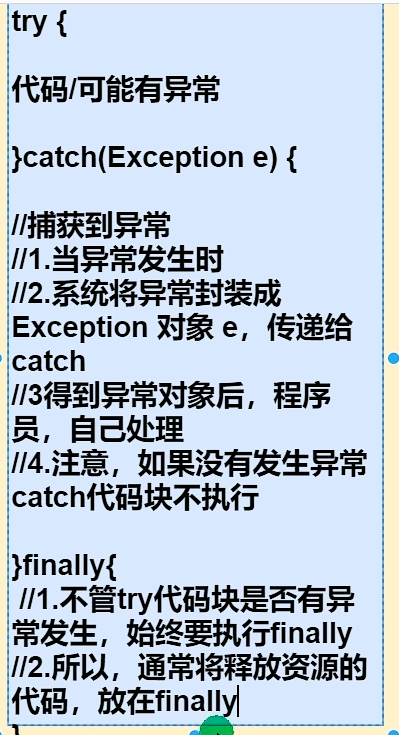 try {
代码/可能有异常
}catch(Exception e) {
//捕获到异常
//1.当异常发生时
//2.系统将异常封装成
Exception 对象 e，传递给
catch
//3得到异常对象后，程序
员，自己处理
//4.注意，如果没有发生异常
catch代码块不执行
}finally{
//1.不管try代码块是否有异
常发生，始终要执行finally
//2.所以，通常将释放资源的
代码，放在finally
}